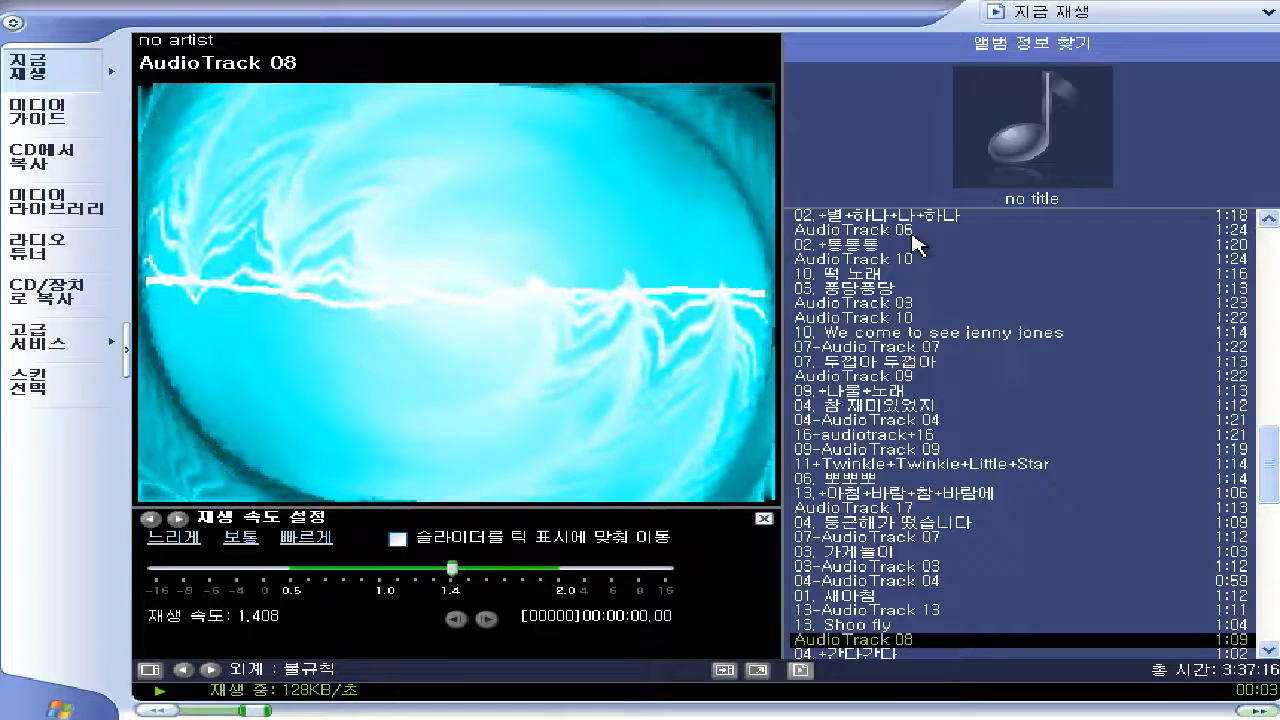 지금 재생
지금
재생
미디어
가이드
CD에서
복사
미디어
라이브러리
라디오
튜너
CD/장치
로 복사
고급
서비스
스킨
선택
no artist
AudioTrack 08
재생 속도 설정
느리게 보통 빠르게 슬라이더를 틱 표시에 맞춰 이동
-16 -8 -6 -4 0 0.5 1.0 1.4 2.0 4 6 8 16
재생 속도: 1.408 [00000]00:00:00.00
외계 : 불규칙
재생 중: 128KB/초
앨범 정보 찾기
no title
02.+별+하나+나+하나 1:18
AudioTrack 06 1:24
02.+통통통 1:20
AudioTrack 10 1:24
10. 떡 노래 1:16
03. 퐁당퐁당 1:13
AudioTrack 03 1:23
AudioTrack 10 1:22
10. We come to see jenny jones 1:14
07-AudioTrack 07 1:22
07. 두껍아 두껍아 1:13
AudioTrack 09 1:22
09.+나물+노래 1:13
04. 참 재미있었지 1:12
04-AudioTrack 04 1:21
16-audiotrack+16 1:21
09-AudioTrack 09 1:19
11+Twinkle+Twinkle+Little+Star 1:14
06. 뽀뽀뽀 1:14
13.+아침+바람+찬+바람에 1:06
AudioTrack 17 1:13
04. 둥근해가 떴습니다 1:09
07-AudioTrack 07 1:12
03. 가게놀이 1:03
03-AudioTrack 03 1:12
04-AudioTrack 04 0:59
01. 새아침 1:12
13-AudioTrack 13 1:11
13. Shoo fly 1:04
AudioTrack 08 1:09
04.+간다간다 1:02
총 시간: 3:37:16
00:03